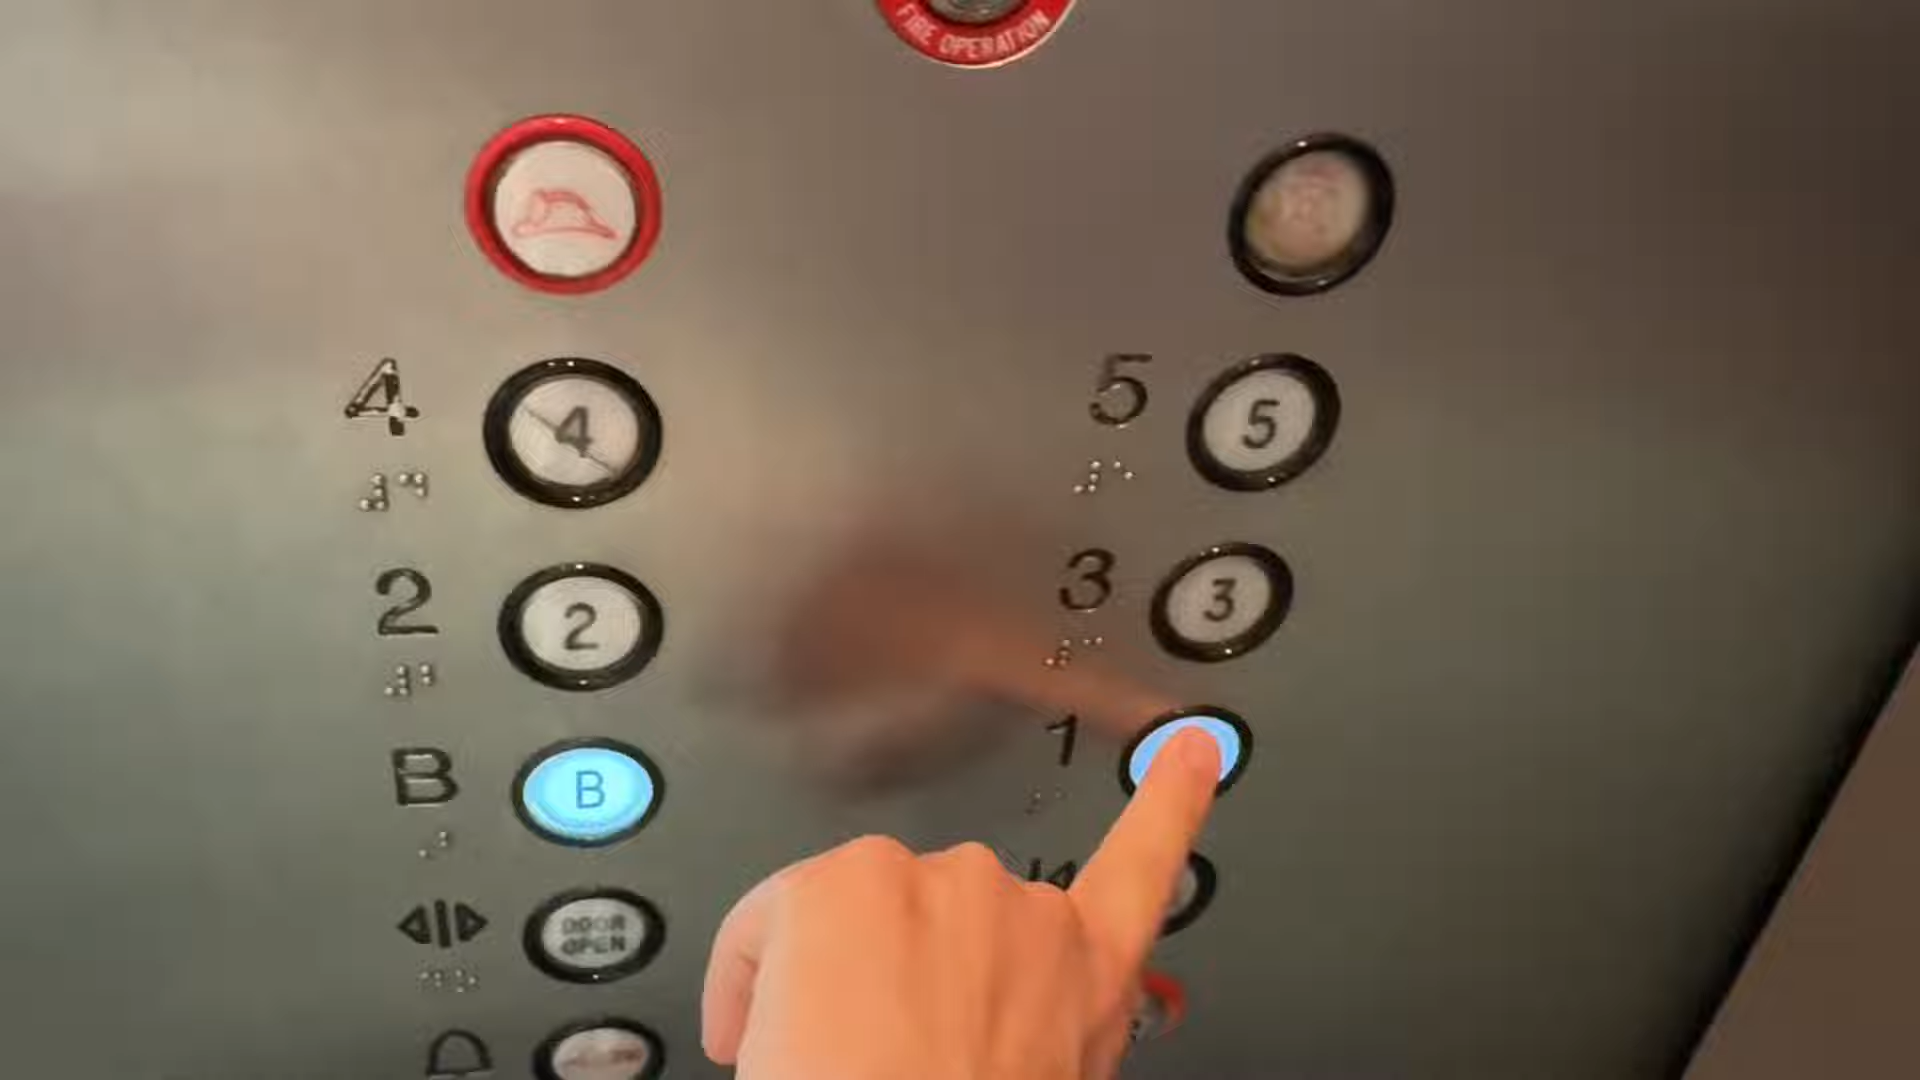 FIRE OPERATION
4 4 5 5
2 2 3 3
B B 1
DOOR
OPEN